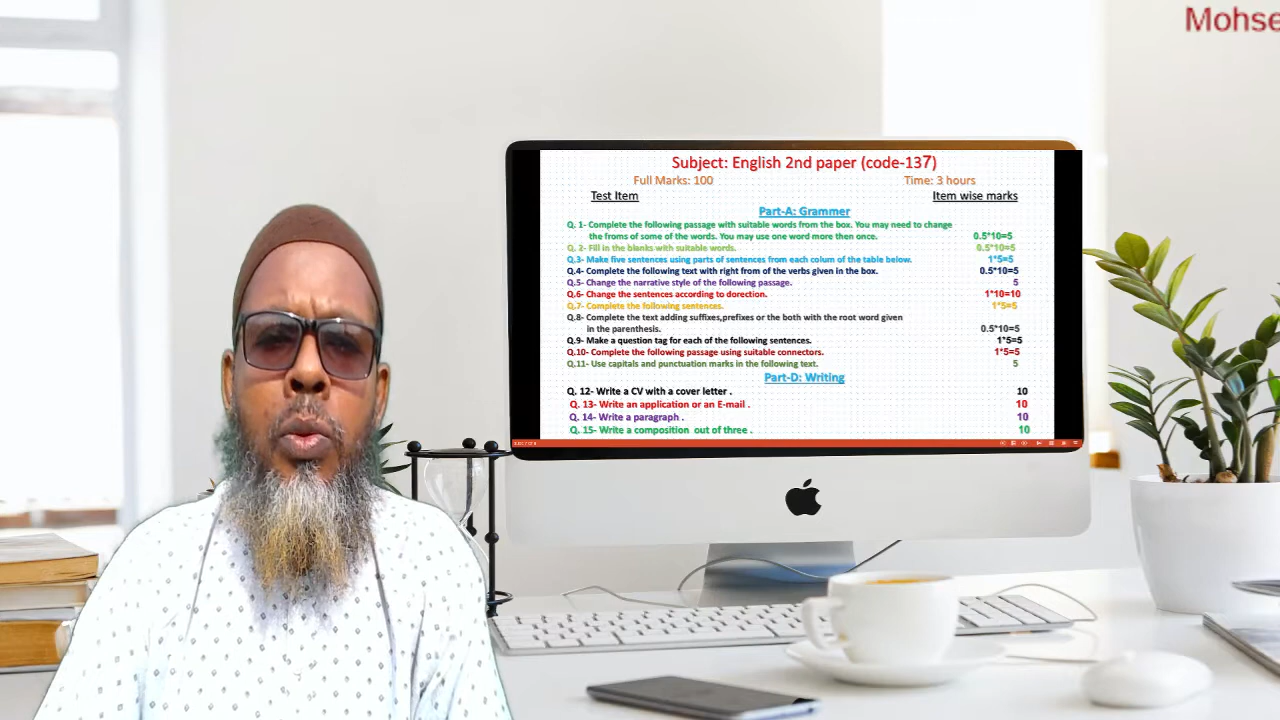 Mohse
Subject: English 2nd paper (code-137)
Full Marks: 100 Time: 3 hours
Test Item Item wise marks
Part-A: Grammer
Q. 1- Complete the following passage with suitable words from the box. You may need to change
the froms of some of the words. You may use one word more then once. 0.5*10=5
Q. 2- Fill in the blanks with suitable words. 0.5*10=5
Q.3- Make five sentences using parts of sentences from each colum of the table below. 1*5=5
Q.4- Complete the following text with right from of the verbs given in the box. 0.5*10=5
Q.5- Change the narrative style of the following passage. 5
Q.6- Change the sentences according to dorection. 1*10=10
Q.7- Complete the following sentences. 1*5=5
Q.8- Complete the text adding suffixes,prefixes or the both with the root word given
in the parenthesis. 0.5*10=5
Q.9- Make a question tag for each of the following sentences. 1*5=5
Q.10- Complete the following passage using suitable connectors. 1*5=5
Q.11- Use capitals and punctuation marks in the following text. 5
Part-D: Writing
Q. 12- Write a CV with a cover letter . 10
Q. 13- Write an application or an E-mail . 10
Q. 14- Write a paragraph . 10
Q. 15- Write a composition out of three . 10